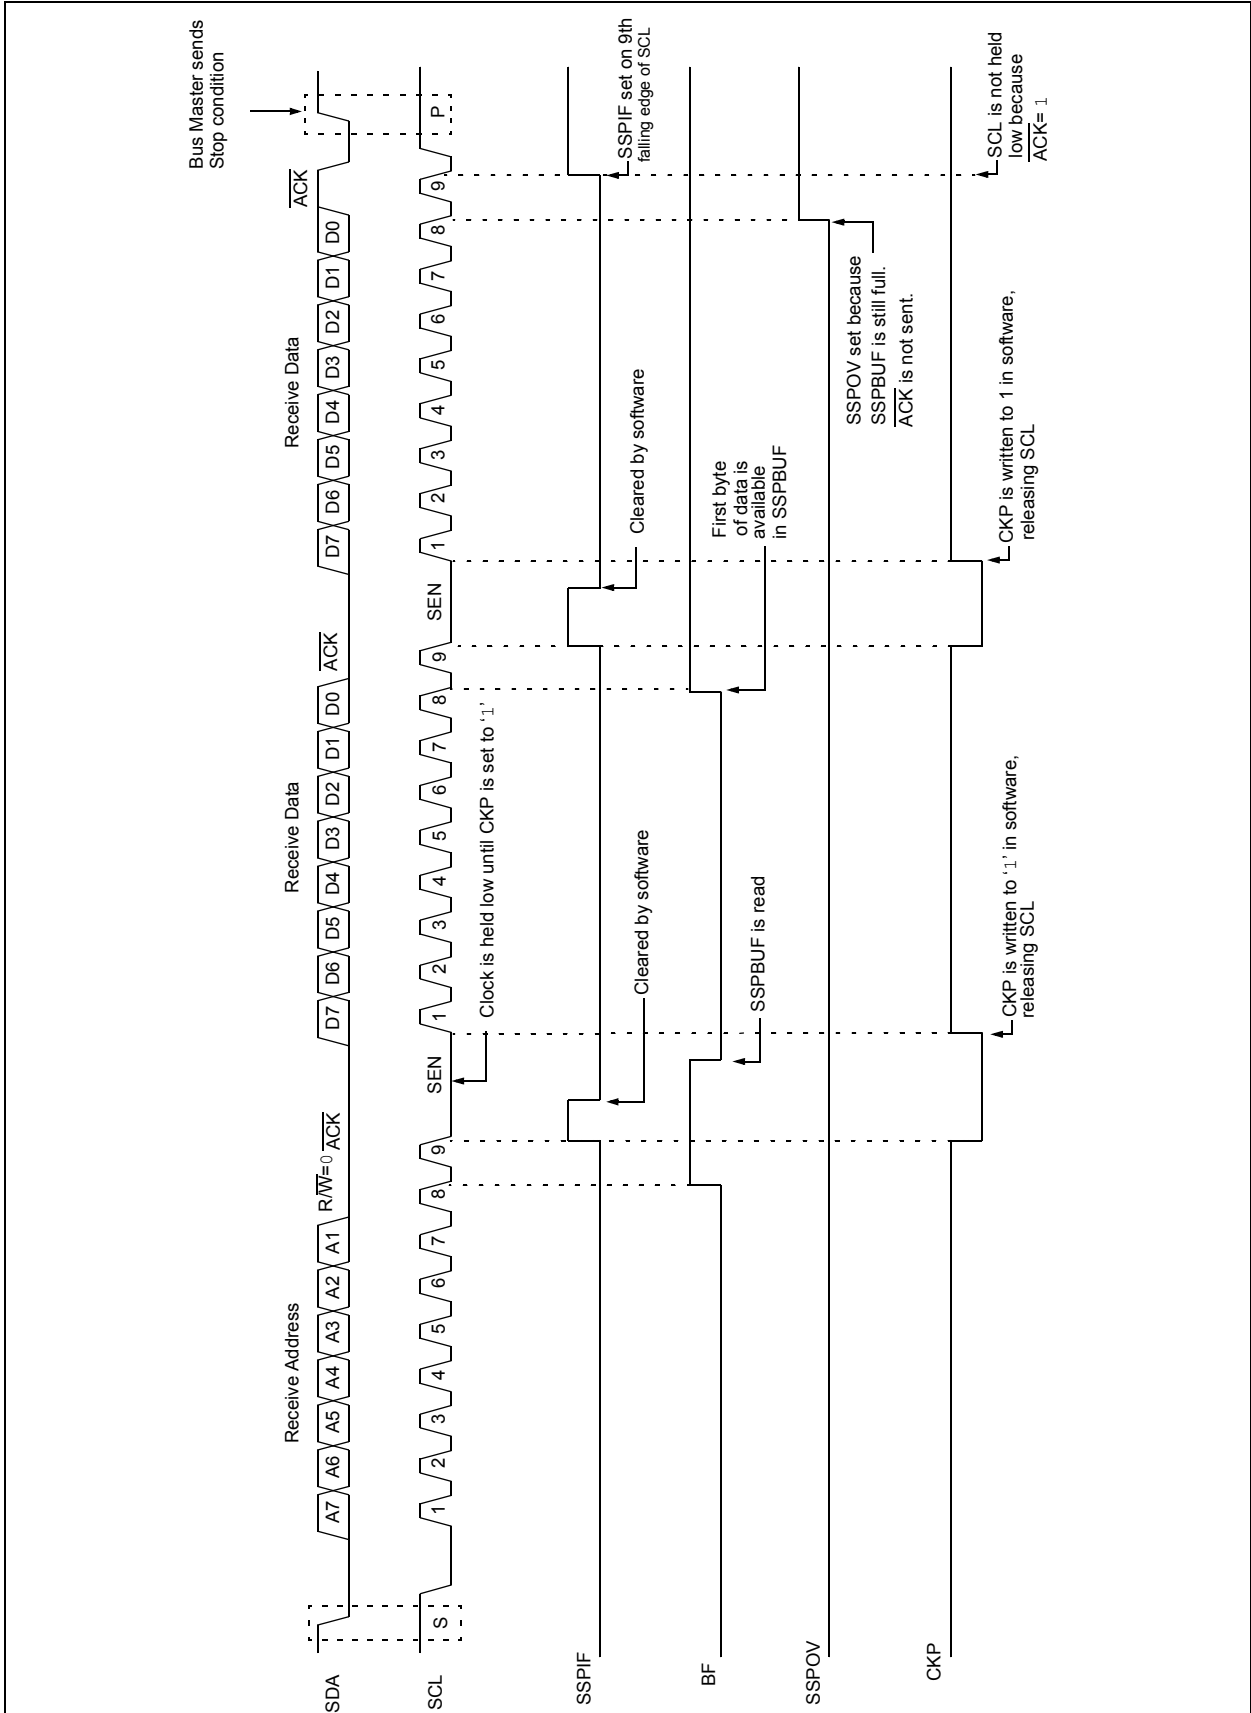 Bus Master sends
Stop condition
Receive Address
R/W=0
ACK
Receive Data
ACK
Receive Data
ACK
SDA
A7 A6 A5 A4 A3 A2 A1
D7 D6 D5 D4 D3 D2 D1 D0
D7 D6 D5 D4 D3 D2 D1 D0
SCL
S
1 2 3 4 5 6 7 8 9
SEN
1 2 3 4 5 6 7 8 9
SEN
1 2 3 4 5 6 7 8 9
P
Clock is held low until CKP is set to ‘1’
SSPIF
Cleared by software
Cleared by software
SSPIF set on 9th
falling edge of SCL
BF
SSPBUF is read
First byte
of data is
available
in SSPBUF
SSPOV
SSPOV set because
SSPBUF is still full.
ACK is not sent.
CKP
CKP is written to ‘1’ in software,
releasing SCL
CKP is written to 1 in software,
releasing SCL
SCL is not held
low because
ACK= 1